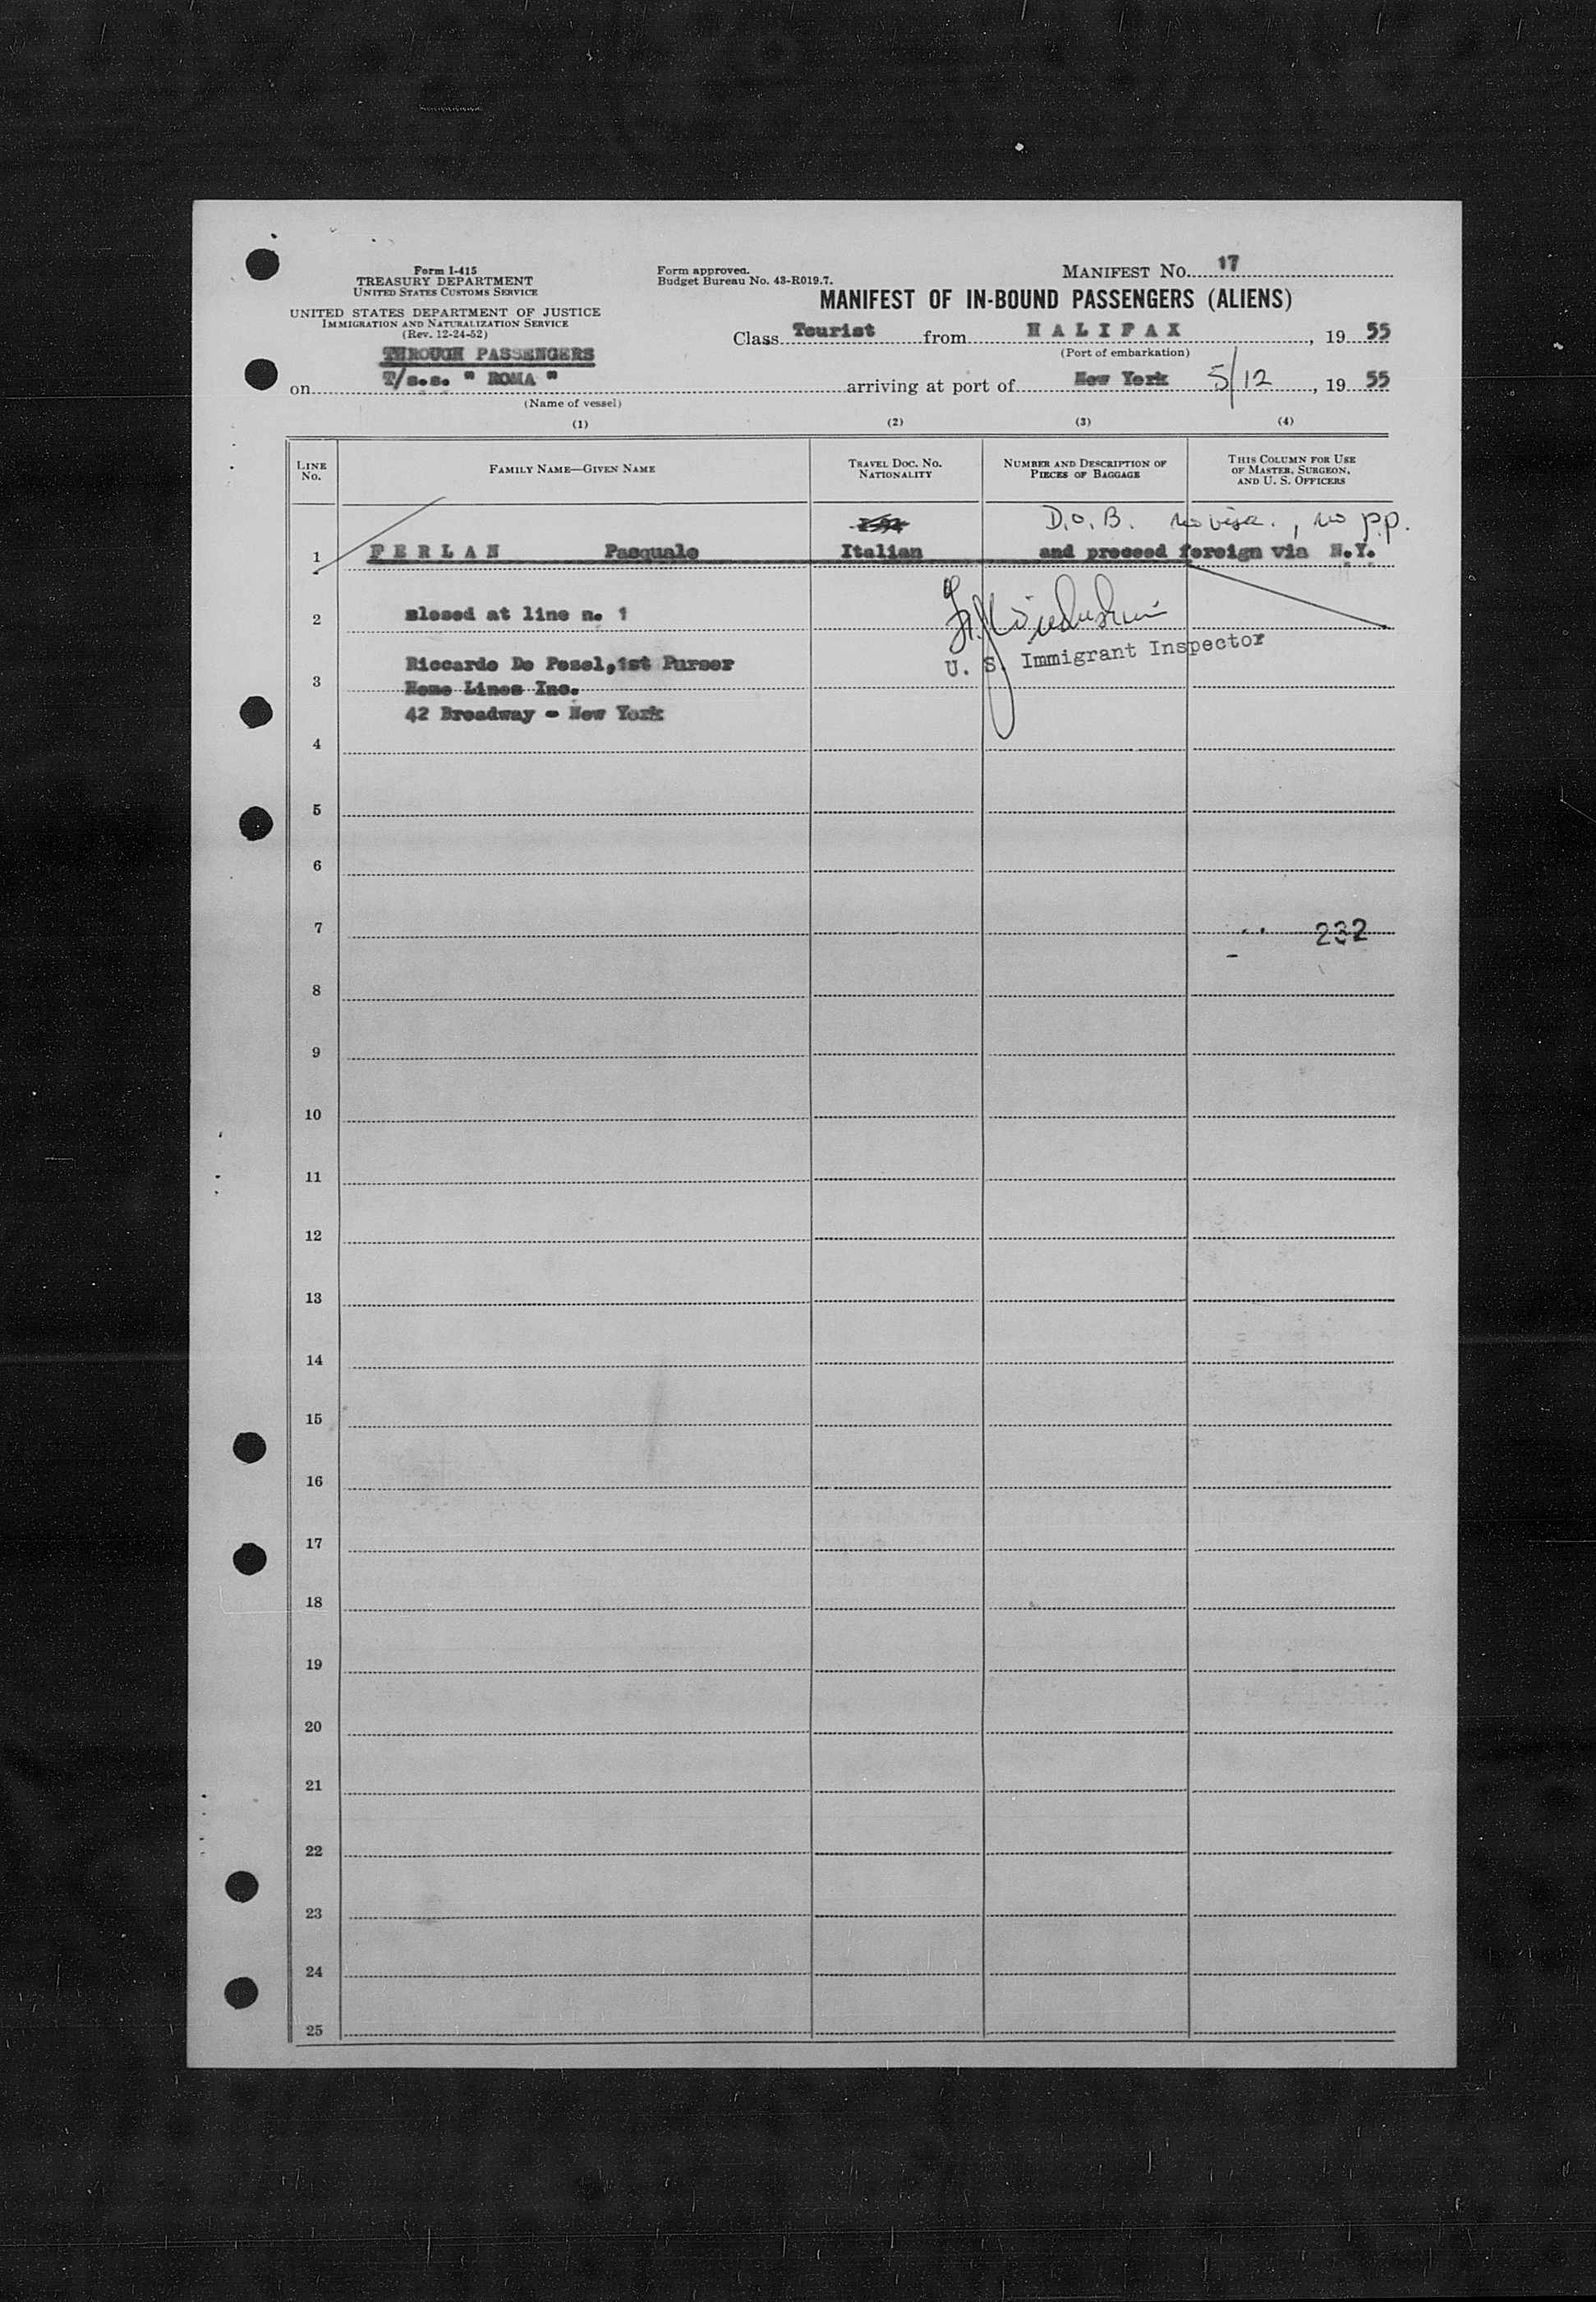 Form I-415
TREASURY DEPARTMENT
UNITED STATES CUSTOMS SERVICE
UNITED STATES DEPARTMENT OF JUSTICE
IMMIGRATION AND NATURALIZATION SERVICE
(Rev. 12-24-52)
Form approved.
Budget Bureau No. 43-R019.7.
MANIFEST NO. 17
MANIFEST OF IN-BOUND PASSENGERS (ALIENS)
Class Tourist from H A L I F A X, 19 55
(Port of embarkation)
THROUGH PASSENGERS
on T/s.s. " ROMA " arriving at port of New York 5/12, 19 55
(Name of vessel)
(1) (2) (3) (4)
LINE No.
FAMILY NAME—GIVEN NAME
TRAVEL DOC. NO. NATIONALITY
NUMBER AND DESCRIPTION OF PIECES OF BAGGAGE
THIS COLUMN FOR USE OF MASTER, SURGEON, AND U. S. OFFICERS
D.O.B. no visa., no pp.
1 Pasquale Italian and proceed foreign via N.Y.
2 closed at line n. 1
U. S. Immigrant Inspector
Riccardo De Pesel, 1st Purser
3 Home Lines Inc.
42 Broadway - New York
4
5
6
7 232
8
9
10
11
12
13
14
15
16
17
18
19
20
21
22
23
24
25